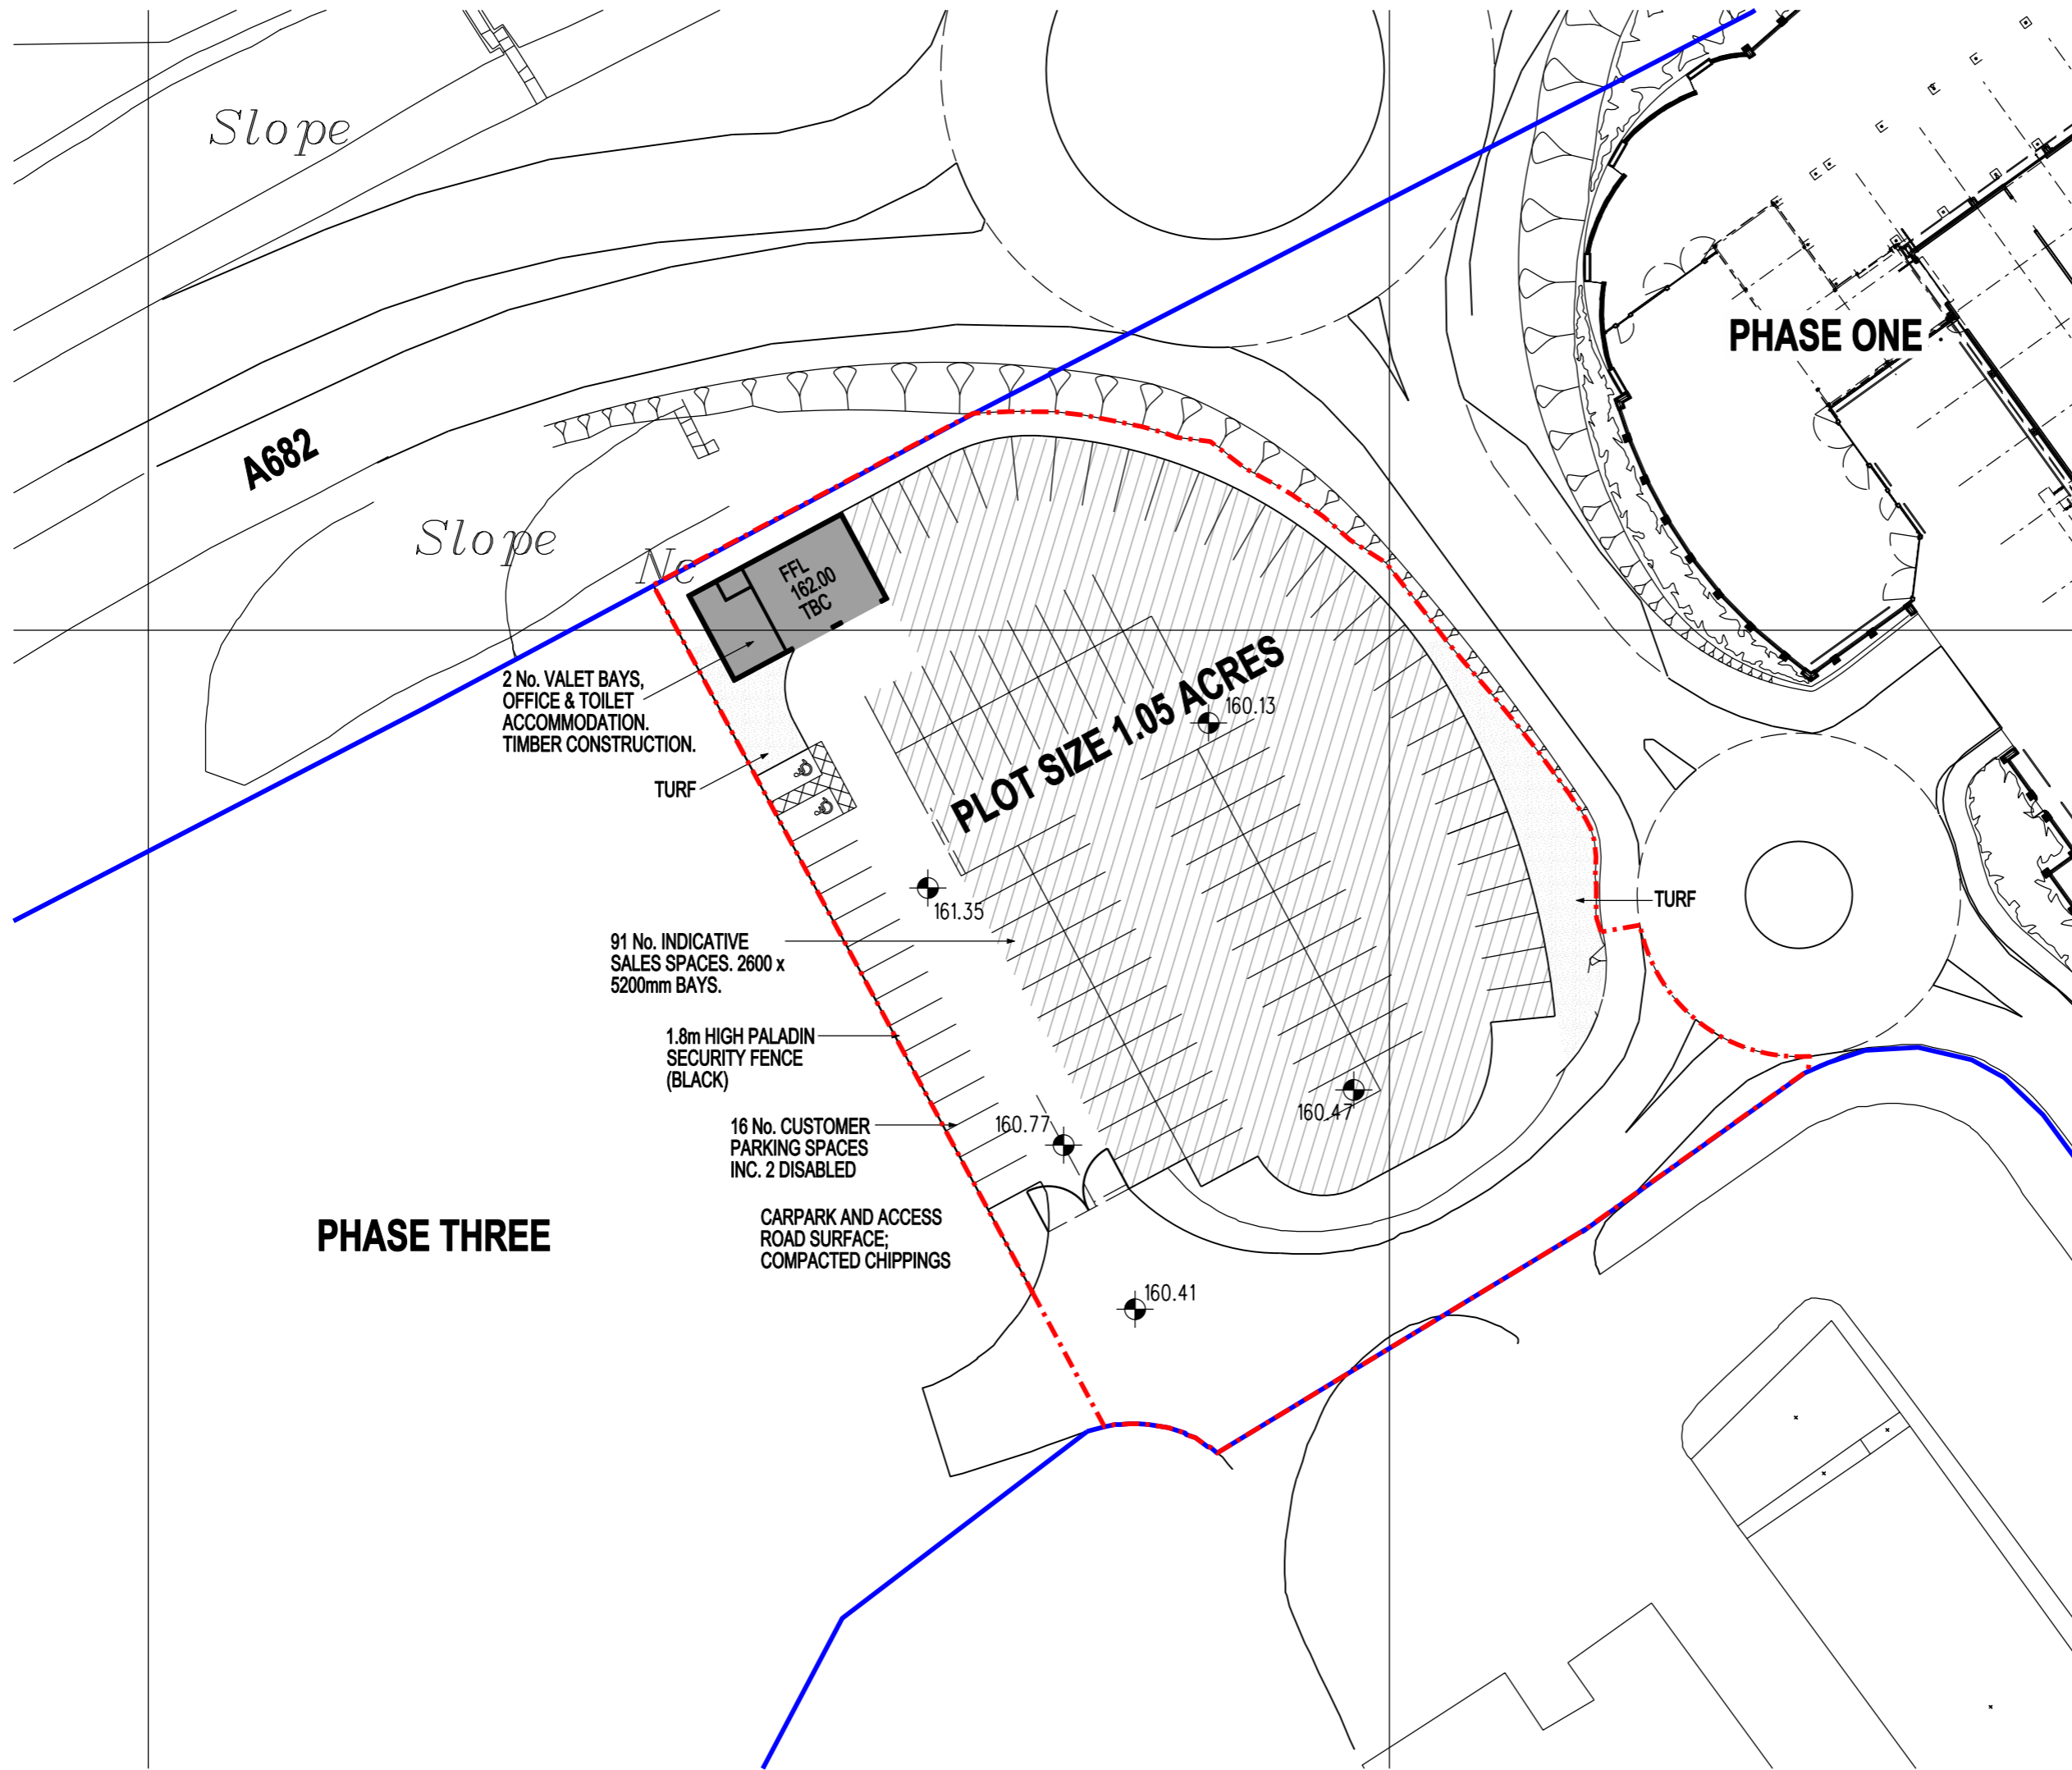 Slope
PHASE ONE
A682
Slope
Ne
FFL
162.00
TBC
2 No. VALET BAYS,
OFFICE & TOILET
ACCOMMODATION.
TIMBER CONSTRUCTION.
TURF
PLOT SIZE 1.05 ACRES
160.13
161.35
TURF
91 No. INDICATIVE
SALES SPACES. 2600 x
5200mm BAYS.
1.8m HIGH PALADIN
SECURITY FENCE
(BLACK)
16 No. CUSTOMER
PARKING SPACES
INC. 2 DISABLED
160.77
160.47
CARPARK AND ACCESS
ROAD SURFACE;
COMPACTED CHIPPINGS
PHASE THREE
160.41